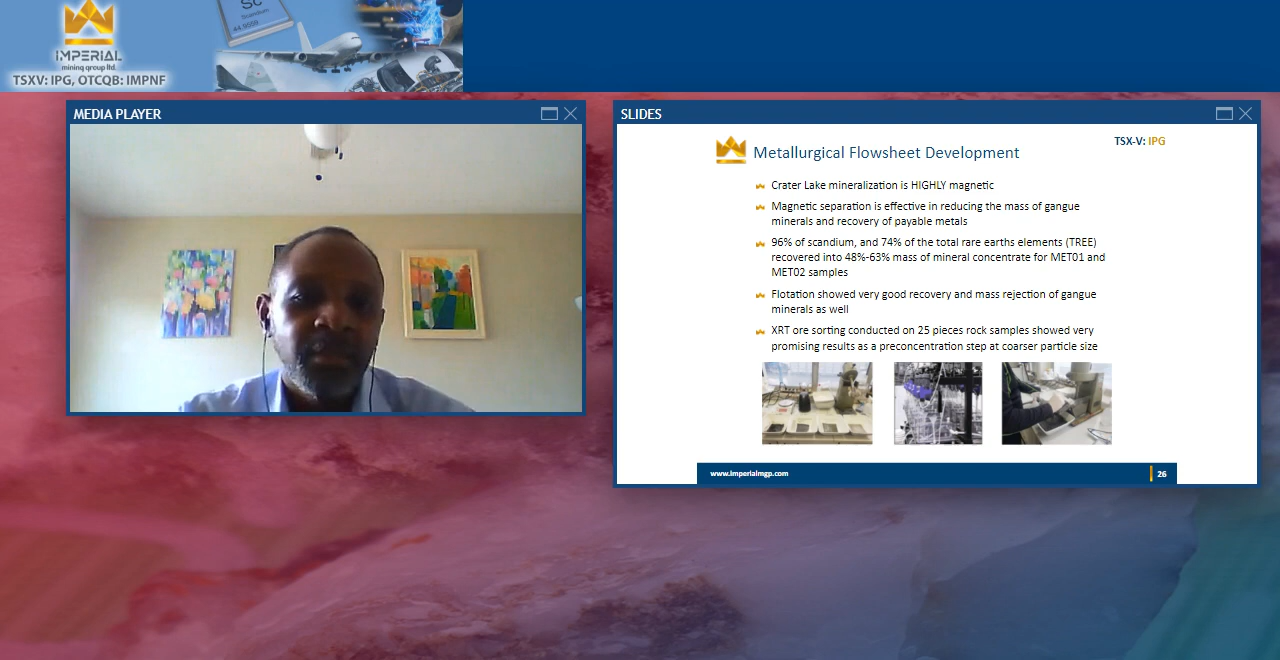 Sc
Scandium
44.9559
IMPERIAL
mining group ltd.
TSXV: IPG, OTCQB: IMPNF
MEDIA PLAYER
SLIDES
TSX-V: IPG
Metallurgical Flowsheet Development
Crater Lake mineralization is HIGHLY magnetic
Magnetic separation is effective in reducing the mass of gangue
minerals and recovery of payable metals
96% of scandium, and 74% of the total rare earths elements (TREE)
recovered into 48%-63% mass of mineral concentrate for MET01 and
MET02 samples
Flotation showed very good recovery and mass rejection of gangue
minerals as well
XRT ore sorting conducted on 25 pieces rock samples showed very
promising results as a preconcentration step at coarser particle size
www.imperialmgp.com
26